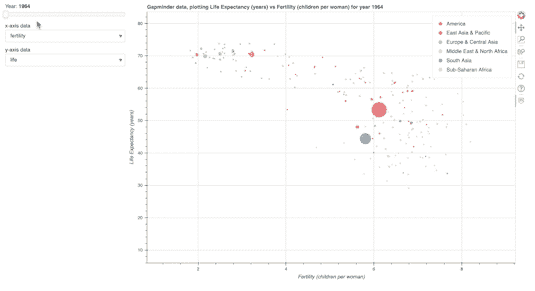 Year: 1964
x-axis data
fertility
y-axis data
life
Gapminder data, plotting Life Expectancy (years) vs Fertility (children per woman) for year 1964
America
East Asia & Pacific
Europe & Central Asia
Middle East & North Africa
South Asia
Sub-Saharan Africa
Life Expectancy (years)
80
70
60
50
40
30
20
10
2
4
6
8
Fertility (children per woman)